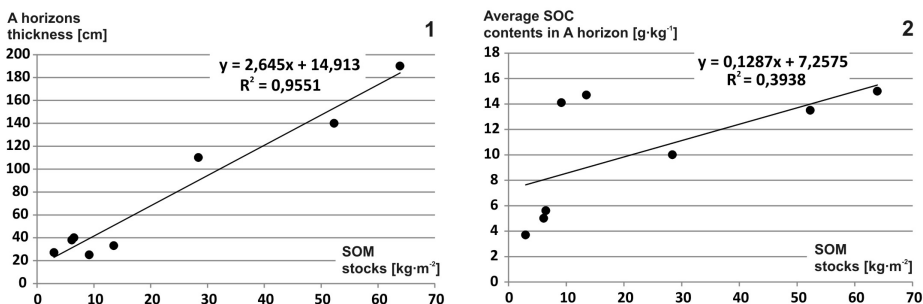 A horizons
thickness [cm]
1
200
180
160
140
120
100
80
60
40
20
0
y = 2,645x + 14,913
R² = 0,9551
SOM
stocks [kg·m⁻²]
0 10 20 30 40 50 60 70
Average SOC
contents in A horizon [g·kg⁻¹]
2
18
16
14
12
10
8
6
4
2
0
y = 0,1287x + 7,2575
R² = 0,3938
SOM
stocks [kg·m⁻²]
0 10 20 30 40 50 60 70